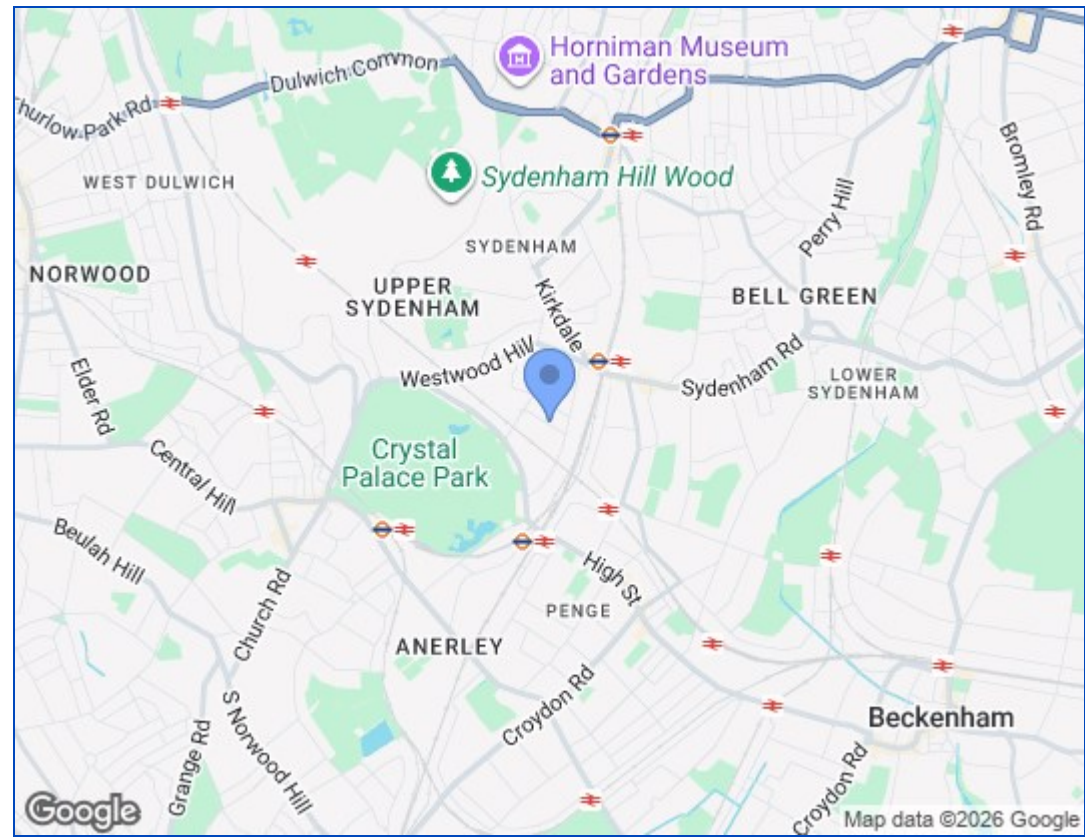 Horniman Museum
and Gardens
Dulwich Common
hurlow Park Rd
Bromley Rd
WEST DULWICH
Sydenham Hill Wood
Perry Hill
SYDENHAM
NORWOOD
UPPER
SYDENHAM
BELL GREEN
Kirkdale
Westwood Hill
Sydenham Rd
LOWER
SYDENHAM
Elder Rd
Central Hill
Crystal
Palace Park
Beulah Hill
High St
Church Rd
PENGE
ANERLEY
Croydon Rd
S Norwood Hill
Grange Rd
Beckenham
Croydon Rd
Google
Map data ©2026 Google